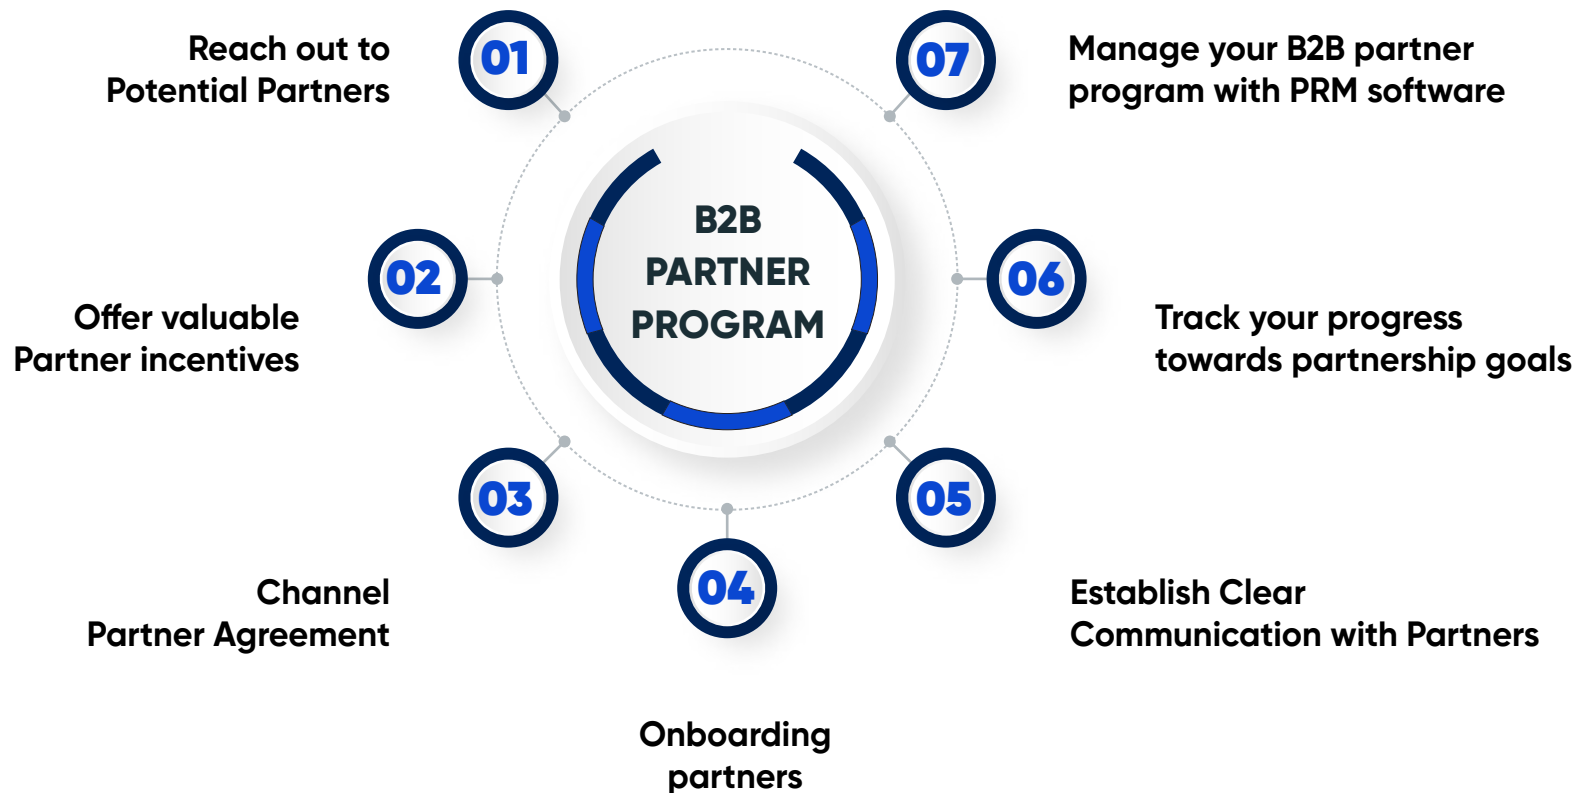 01
Reach out to
Potential Partners
02
Offer valuable
Partner incentives
03
Channel
Partner Agreement
04
Onboarding
partners
05
Establish Clear
Communication with Partners
06
Track your progress
towards partnership goals
07
Manage your B2B partner
program with PRM software
B2B
PARTNER
PROGRAM